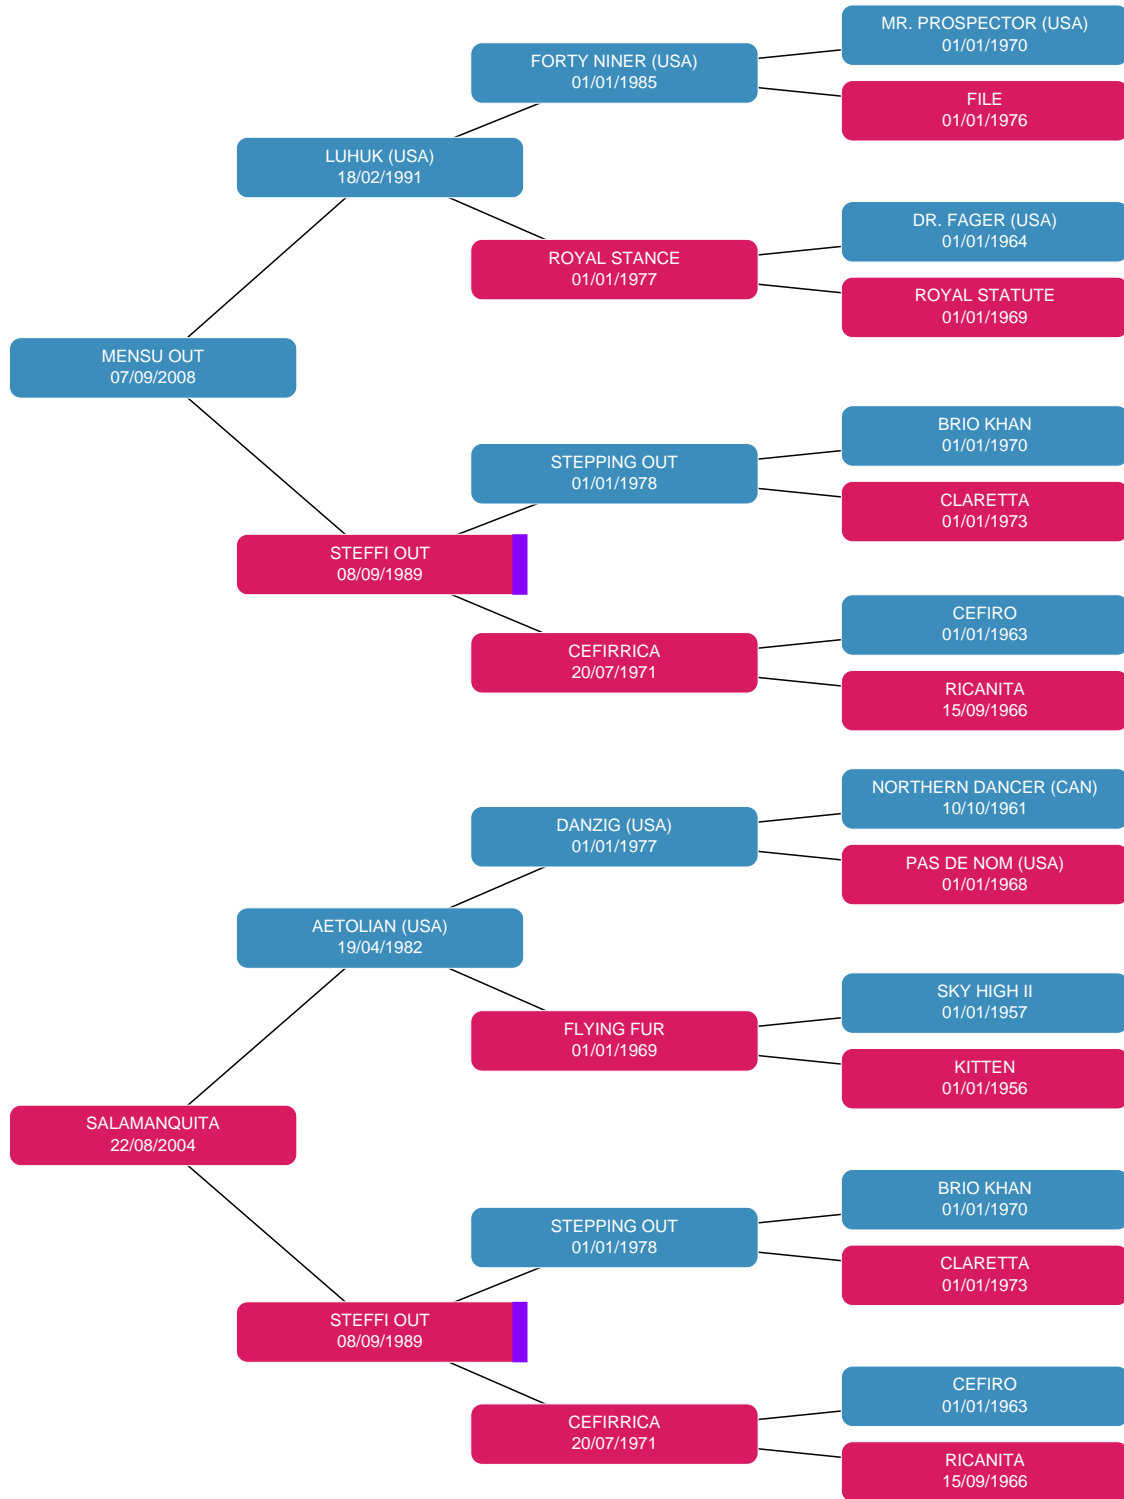 MR. PROSPECTOR (USA)
01/01/1970
FORTY NINER (USA)
01/01/1985
FILE
01/01/1976
LUHUK (USA)
18/02/1991
DR. FAGER (USA)
01/01/1964
ROYAL STANCE
01/01/1977
ROYAL STATUTE
01/01/1969
MENSU OUT
07/09/2008
BRIO KHAN
01/01/1970
STEPPING OUT
01/01/1978
CLARETTA
01/01/1973
STEFFI OUT
08/09/1989
CEFIRO
01/01/1963
CEFIRRICA
20/07/1971
RICANITA
15/09/1966
NORTHERN DANCER (CAN)
10/10/1961
DANZIG (USA)
01/01/1977
PAS DE NOM (USA)
01/01/1968
AETOLIAN (USA)
19/04/1982
SKY HIGH II
01/01/1957
FLYING FUR
01/01/1969
KITTEN
01/01/1956
SALAMANQUITA
22/08/2004
BRIO KHAN
01/01/1970
STEPPING OUT
01/01/1978
CLARETTA
01/01/1973
STEFFI OUT
08/09/1989
CEFIRO
01/01/1963
CEFIRRICA
20/07/1971
RICANITA
15/09/1966